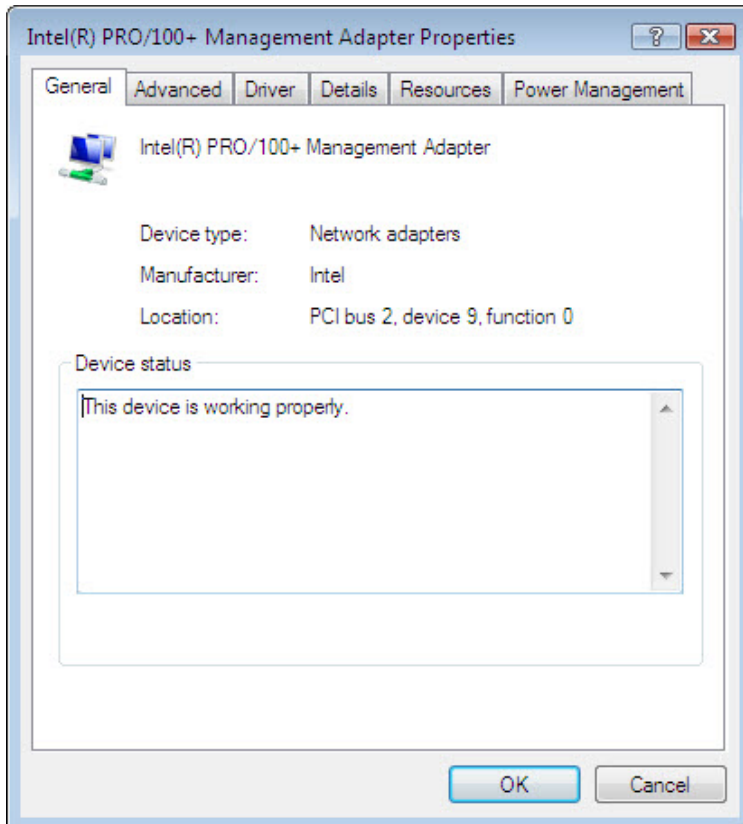 Intel(R) PRO/100+ Management Adapter Properties
General Advanced Driver Details Resources Power Management
Intel(R) PRO/100+ Management Adapter
Device type: Network adapters
Manufacturer: Intel
Location: PCI bus 2, device 9, function 0
Device status
This device is working properly.
OK Cancel